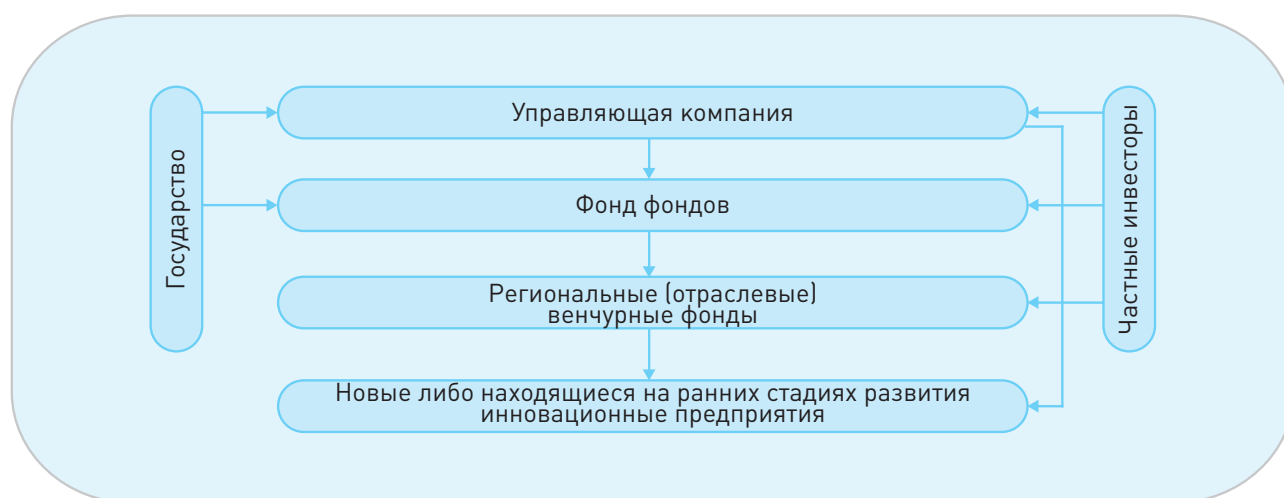 Государство
Управляющая компания
Фонд фондов
Региональные (отраслевые)
венчурные фонды
Новые либо находящиеся на ранних стадиях развития
инновационные предприятия
Частные инвесторы